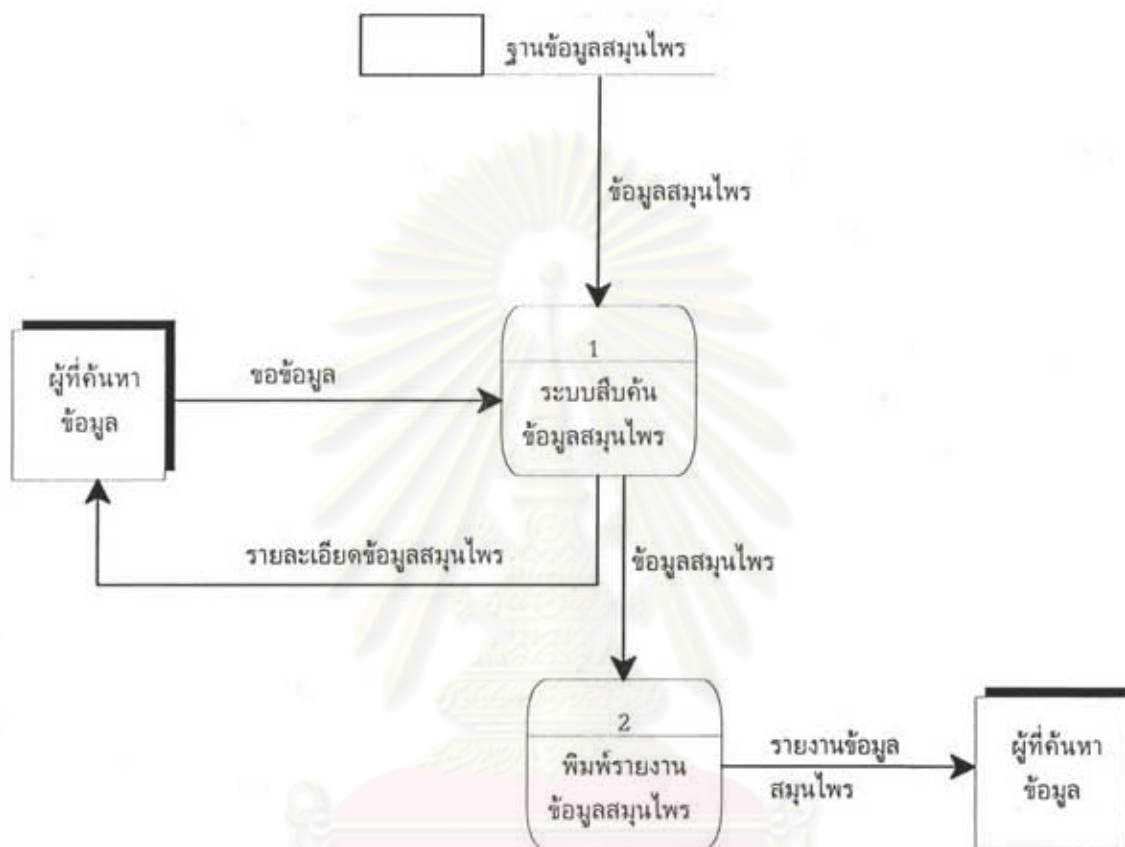 ฐานข้อมูลสมุนไพร
ข้อมูลสมุนไพร
1
ระบบสืบค้น
ข้อมูลสมุนไพร
ผู้ที่ค้นหา
ข้อมูล
ขอข้อมูล
รายละเอียดข้อมูลสมุนไพร
ข้อมูลสมุนไพร
2
พิมพ์รายงาน
ข้อมูลสมุนไพร
รายงานข้อมูล
สมุนไพร
ผู้ที่ค้นหา
ข้อมูล